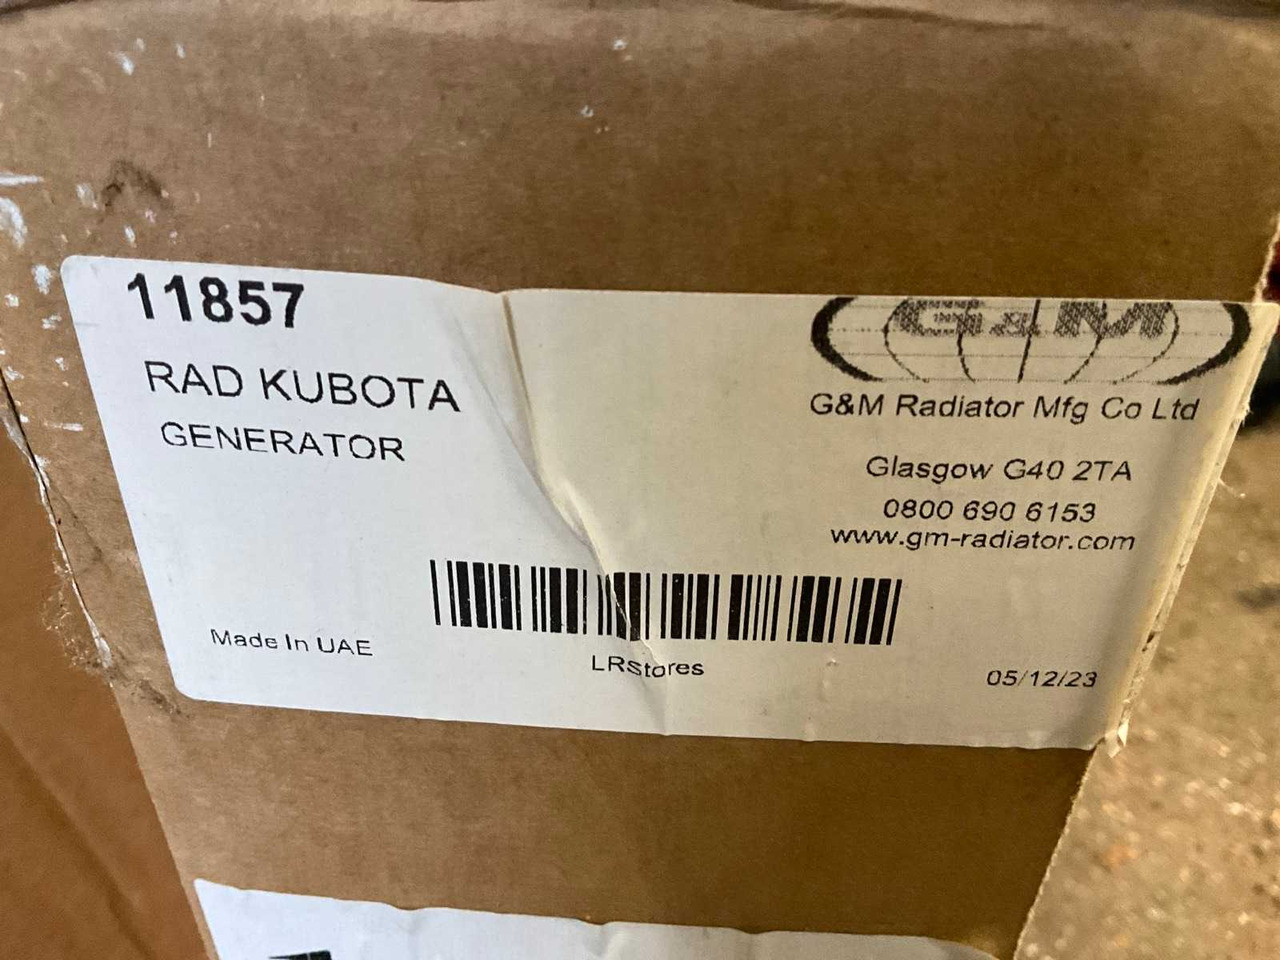 11857
RAD KUBOTA
GENERATOR
G&M
G&M Radiator Mfg Co Ltd
Glasgow G40 2TA
0800 690 6153
www.gm-radiator.com
Made In UAE
LRStores
05/12/23